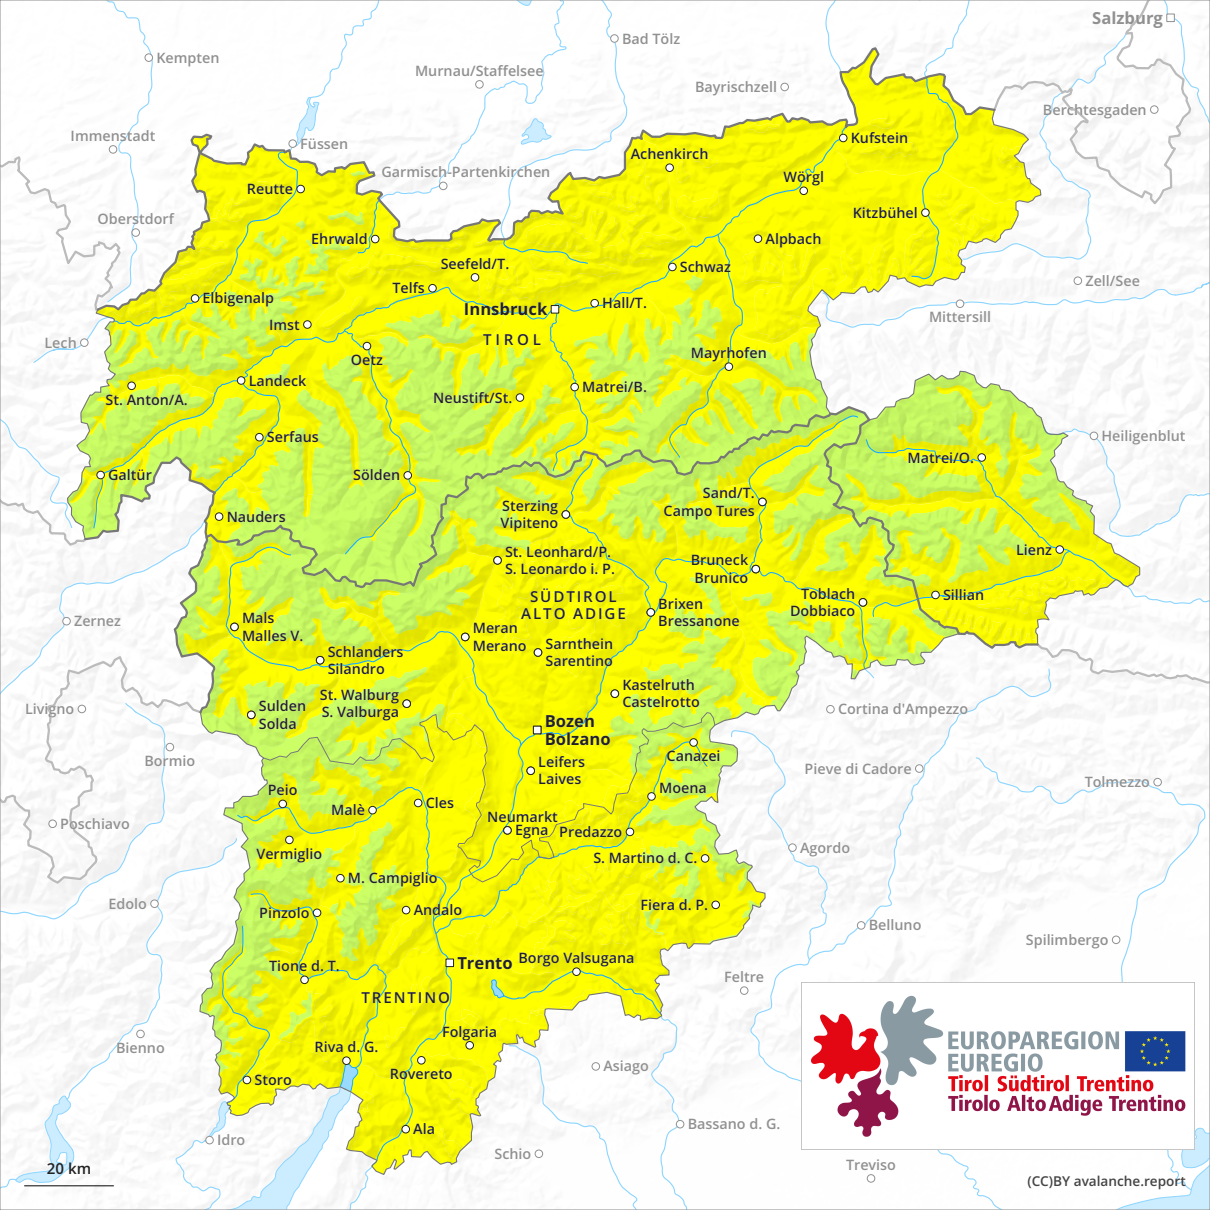 Salzburg
Bad Tölz
Kempten
Murnau/Staffelsee
Bayrischzell
Berchtesgaden
Immenstadt
Füssen
Kufstein
Achenkirch
Garmisch-Partenkirchen
Wörgl
Reutte
Oberstdorf
Kitzbühel
Ehrwald
Alpbach
Seefeld/T.
Schwaz
Zell/See
Telfs
Elbigenalp
Hall/T.
Innsbruck
Mittersill
Imst
TIROL
Lech
Oetz
Mayrhofen
Landeck
Matrei/B.
St. Anton/A.
Neustift/St.
Serfaus
Heiligenblut
Matrei/O.
Galtür
Sölden
Sand/T.
Campo Tures
Sterzing
Vipiteno
Nauders
St. Leonhard/P.
S. Leonardo i. P.
Lienz
Bruneck
Brunico
SÜDTIROL
ALTO ADIGE
Toblach
Dobbiaco
Sillian
Brixen
Bressanone
Zernez
Mals
Malles V.
Meran
Merano
Sarnthein
Sarentino
Schlanders
Silandro
Kastelruth
Castelrotto
St. Walburg
S. Valburga
Livigno
Sulden
Solda
Cortina d'Ampezzo
Bozen
Bolzano
Bormio
Canazei
Leifers
Laives
Pieve di Cadore
Tolmezzo
Peio
Moena
Malè
Cles
Neumarkt
Egna
Predazzo
Poschiavo
Vermiglio
S. Martino d. C.
Agordo
M. Campiglio
Edolo
Pinzolo
Andalo
Fiera d. P.
Belluno
Spilimbergo
Tione d. T.
Trento
Borgo Valsugana
Feltre
TRENTINO
Bienno
Folgaria
Riva d. G.
Rovereto
Storo
Asiago
EUROPAREGION
EUREGIO
Tirol Südtirol Trentino
Tirolo Alto Adige Trentino
Idro
Ala
Bassano d. G.
Schio
Treviso
20 km
(CC)BY avalanche.report